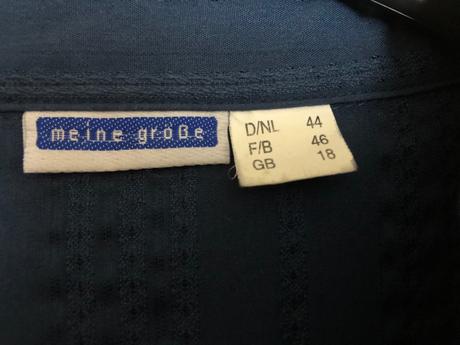 meine große
D/NL 44
F/B 46
GB 18